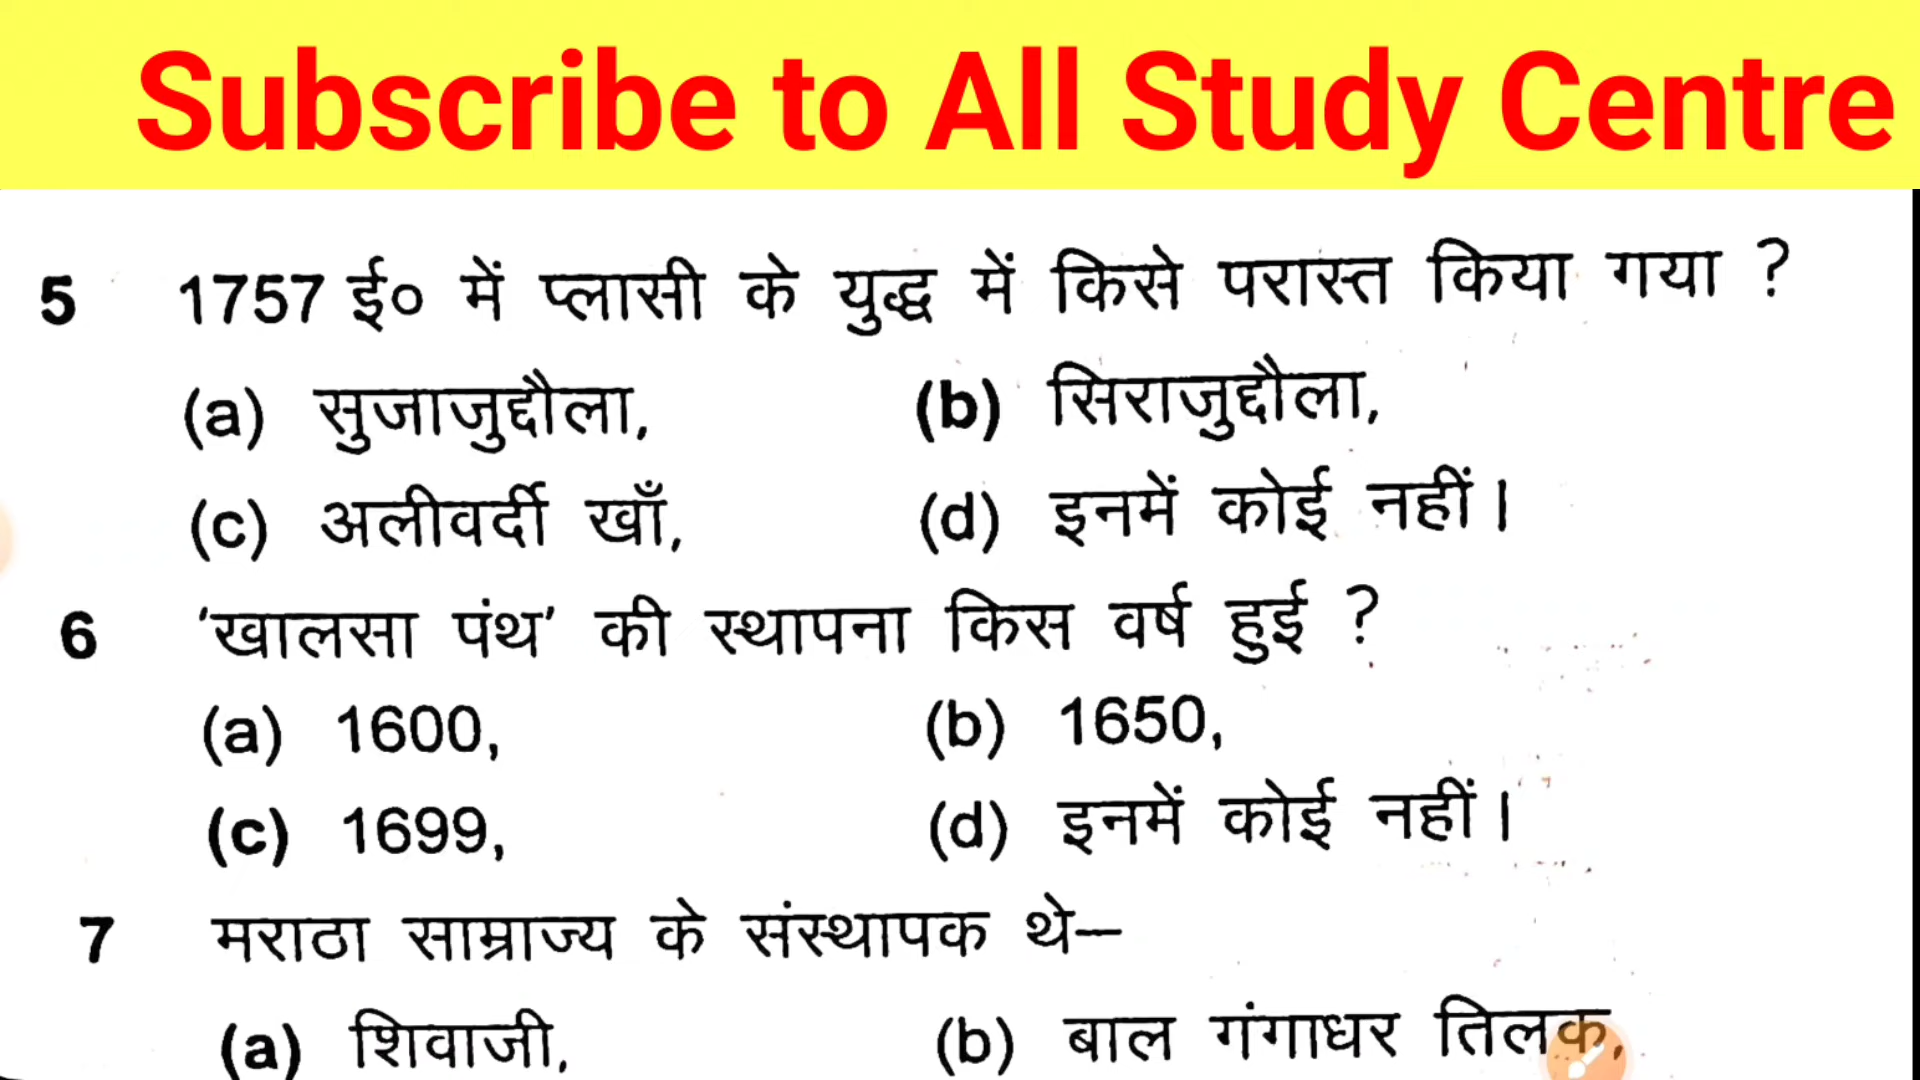 Subscribe to All Study Centre
5 1757 ई० में प्लासी के युद्ध में किसे परास्त किया गया ?
(a) सुजाजुद्दौला, (b) सिराजुद्दौला,
(c) अलीवर्दी खाँ, (d) इनमें कोई नहीं।
6 ‘खालसा पंथ’ की स्थापना किस वर्ष हुई ?
(a) 1600, (b) 1650,
(c) 1699, (d) इनमें कोई नहीं।
7 मराठा साम्राज्य के संस्थापक थे—
(a) शिवाजी, (b) बाल गंगाधर तिलक,